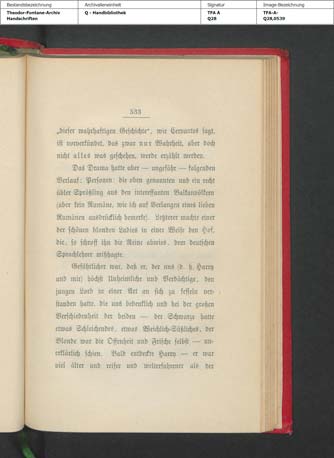 Bestandsbezeichnung Archivalieneinheit Signatur Image-Bezeichnung
Theodor-Fontane-Archiv Q - Handbibliothek TFA A TFA-A-
Handschriften Q28 Q28,0539
533
„dieser wahrhaftigen Geschichte“, wie Cervantes sagt,
ist vorverkündet, das zwar nur Wahrheit, aber doch
nicht alles was geschehen, werde erzählt werden.
Das Drama hatte aber — ungefähr — folgenden
Verlauf: Personen: die oben genannten und ein recht
übler Sprößling aus den interessanten Balkanvölkern
(aber kein Rumäne, wie ich auf Verlangen eines lieben
Rumänen ausdrücklich bemerke). Letzterer machte einer
der schönen blonden Ladies in einer Weise den Hof,
die, so schroff ihn die Reine abwies, dem deutschen
Sprachlehrer mißhagte.
Gefährlicher war, daß er, der uns (d. h. Harry
und mir) höchst Unheimliche und Verdächtige, den
jungen Lord in einer Art an sich zu fesseln ver-
standen hatte, die uns bedenklich und bei der großen
Verschiedenheit der beiden — der Schwarze hatte
etwas Schleichendes, etwas Weichlich-Süßliches, der
Blonde war die Offenheit und Frische selbst — un-
erklärlich schien. Bald entdeckte Harry — er war
viel älter und reifer und welterfahrener als der